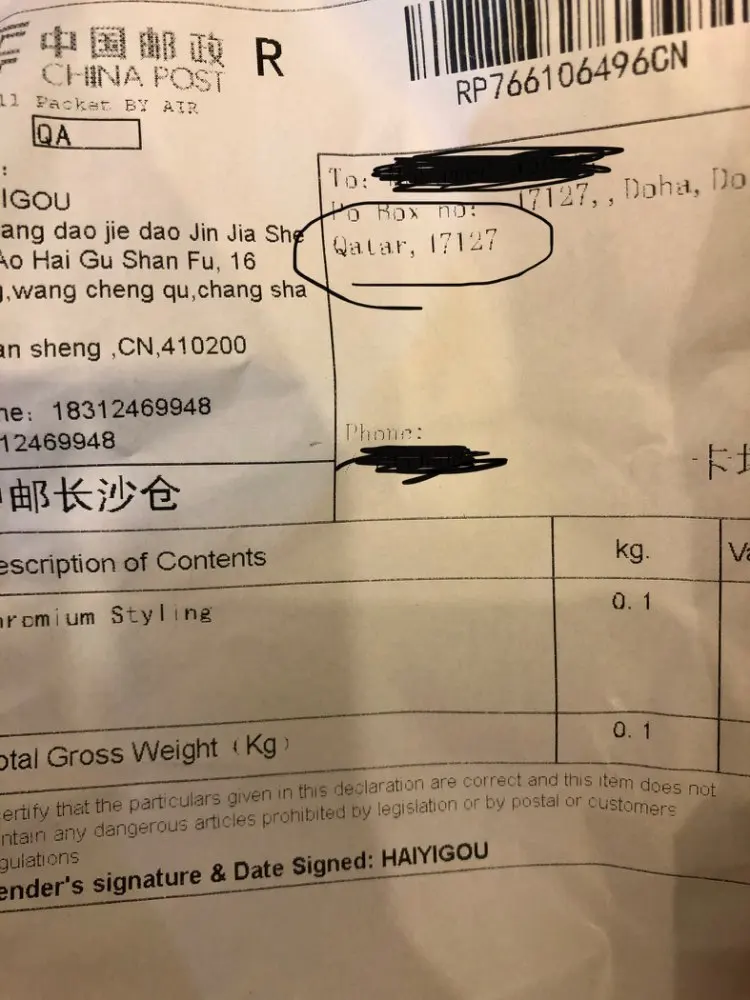 中国邮政
CHINA POST
R
RP766106496CN
Packet BY AIR
QA
IGOU
ang dao jie dao Jin Jia She
Ao Hai Gu Shan Fu, 16
,wang cheng qu,chang sha
an sheng ,CN,410200
ne: 18312469948
12469948
邮长沙仓
To:
Po Box no: 17127,, Doha, Do
Qatar, 17127
Phone:
卡
escription of Contents
kg.
Va
romium Styling
0. 1
otal Gross Weight (Kg)
0. 1
ertify that the particulars given in this declaration are correct and this item does not
ntain any dangerous articles prohibited by legislation or by postal or customers
gulations
ender's signature & Date Signed: HAIYIGOU